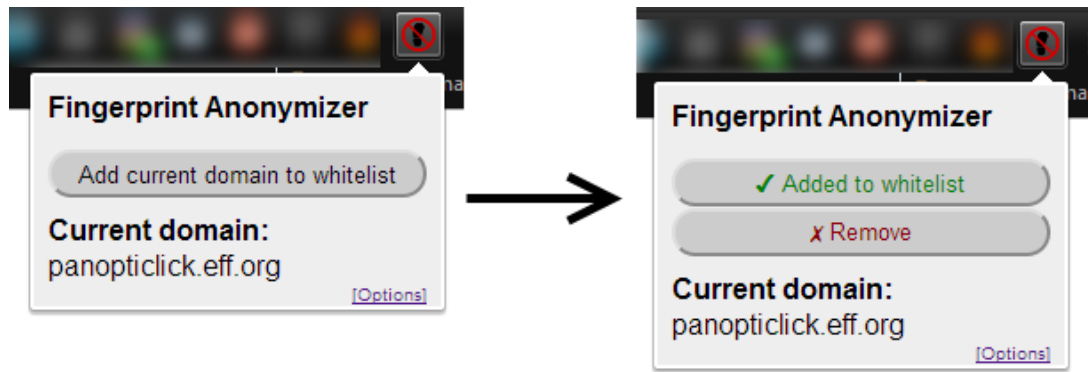 Fingerprint Anonymizer
Add current domain to whitelist
Current domain:
panopticlick.eff.org
[Options]
Fingerprint Anonymizer
✓ Added to whitelist
✗ Remove
Current domain:
panopticlick.eff.org
[Options]